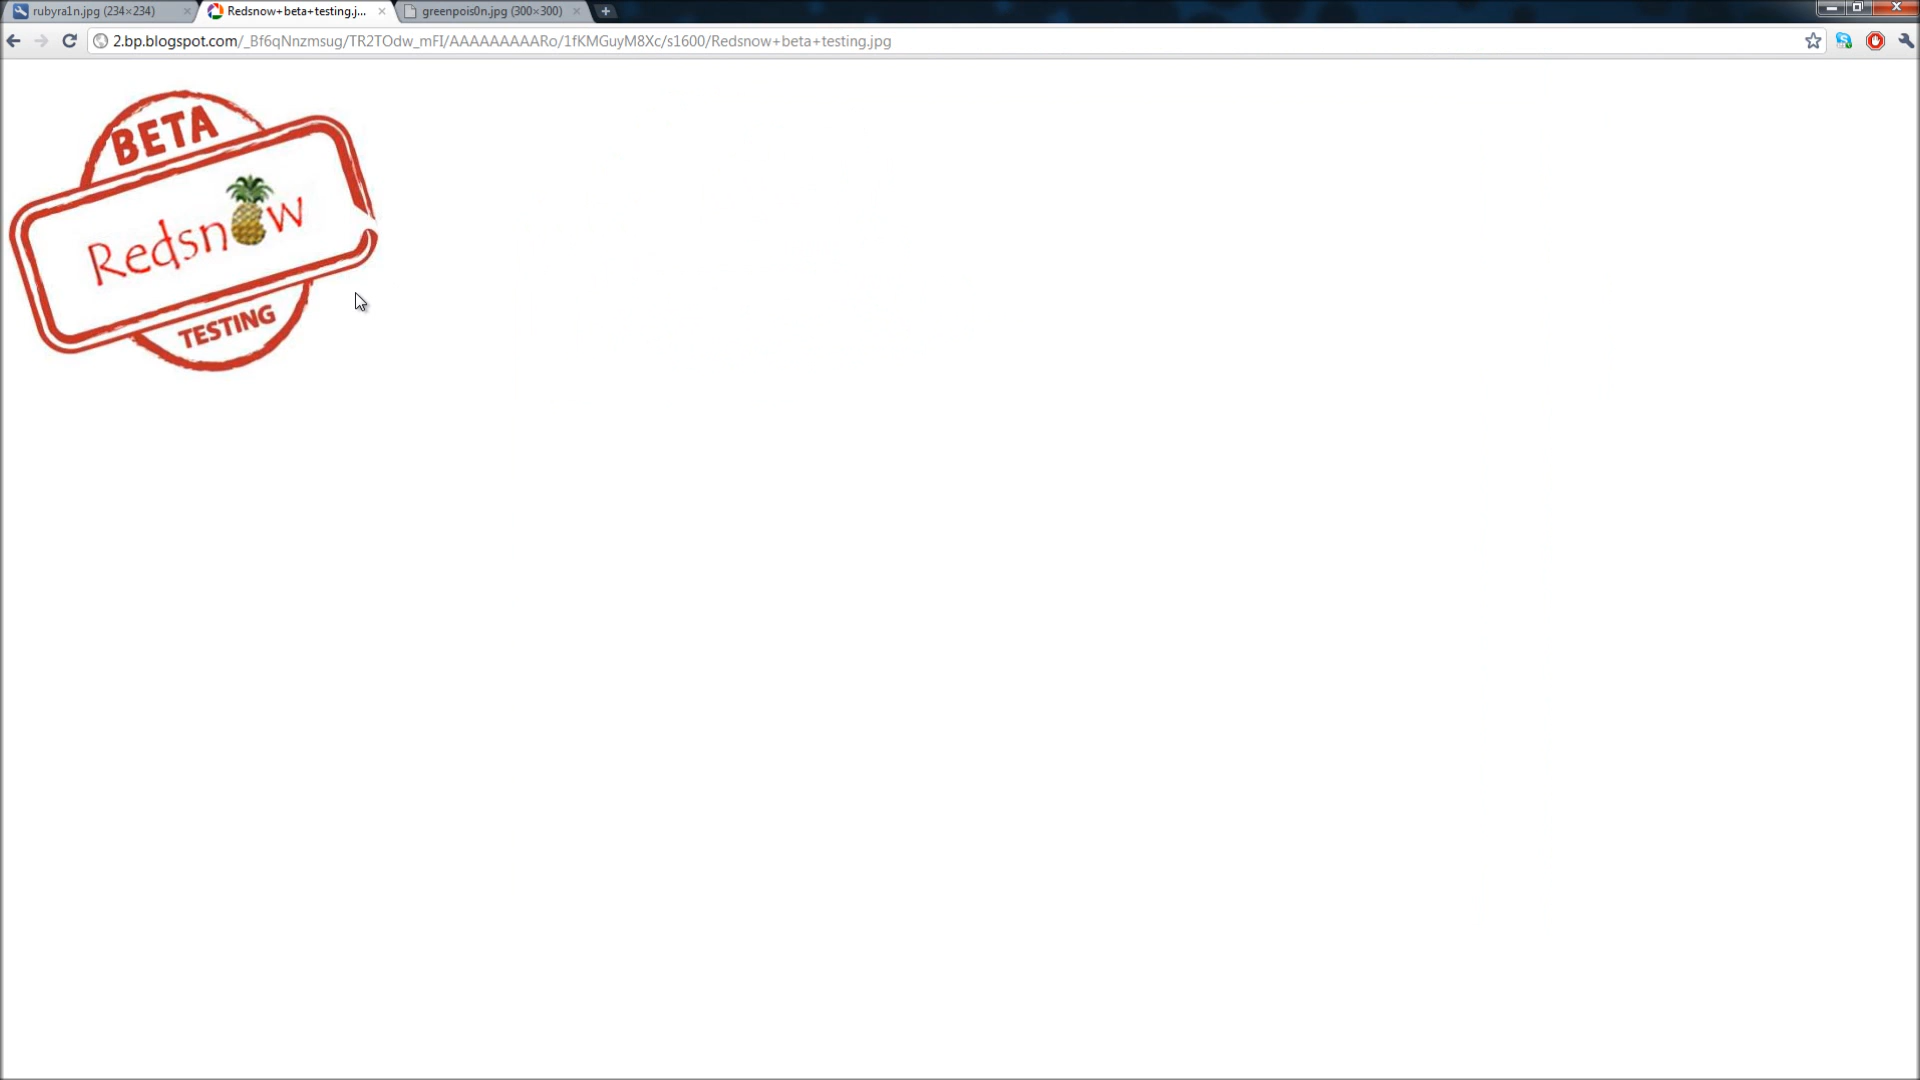 rubyra1n.jpg (234×234)
Redsnow+beta+testing.j...
greenpois0n.jpg (300×300)
2.bp.blogspot.com/_Bf6qNnzmsug/TR2TOdw_mFI/AAAAAAAAARo/1fKMGuyM8Xc/s1600/Redsnow+beta+testing.jpg
BETA
Redsnow
TESTING